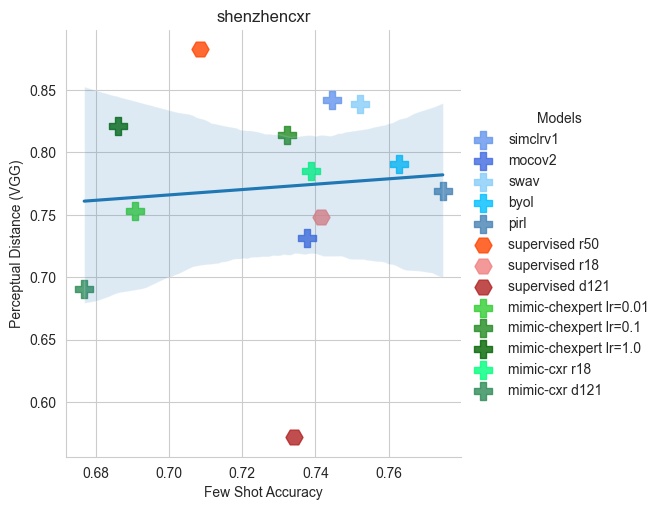 shenzhencxr
Perceptual Distance (VGG)
0.85
0.80
0.75
0.70
0.65
0.60
0.68
0.70
0.72
0.74
0.76
Few Shot Accuracy
Models
simclrv1
mocov2
swav
byol
pirl
supervised r50
supervised r18
supervised d121
mimic-chexpert lr=0.01
mimic-chexpert lr=0.1
mimic-chexpert lr=1.0
mimic-cxr r18
mimic-cxr d121